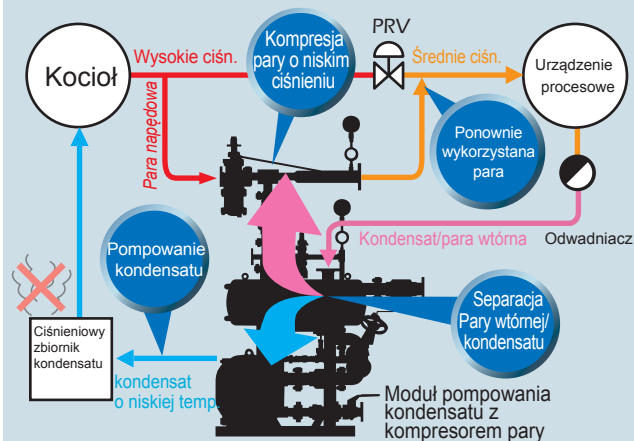 Kocioł
Wysokie ciśn.
Para napędowa
Kompresja
pary o niskim
ciśnieniu
PRV
Średnie ciśn.
Urządzenie
procesowe
Ponownie
wykorzystana
para
Kondensat/para wtórna
Odwadniacz
Pompowanie
kondensatu
Separacja
Pary wtórnej/
kondensatu
Ciśnieniowy
zbiornik
kondensatu
kondensat
o niskiej temp.
Moduł pompowania
kondensatu z
kompresorem pary